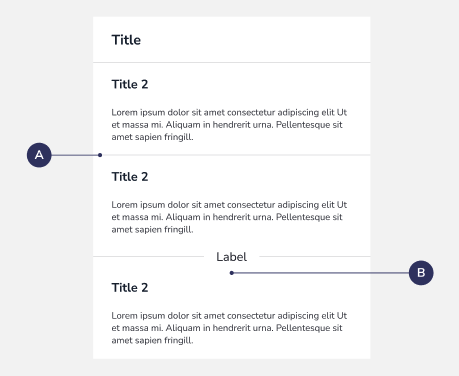 Title
Title 2
Lorem ipsum dolor sit amet consectetur adipiscing elit Ut
et massa mi. Aliquam in hendrerit urna. Pellentesque sit
amet sapien fringill.
A
Title 2
Lorem ipsum dolor sit amet consectetur adipiscing elit Ut
et massa mi. Aliquam in hendrerit urna. Pellentesque sit
amet sapien fringill.
Label
B
Title 2
Lorem ipsum dolor sit amet consectetur adipiscing elit Ut
et massa mi. Aliquam in hendrerit urna. Pellentesque sit
amet sapien fringill.